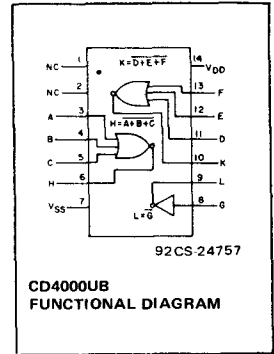 K=D+E+F
NC 1
14 VDD
NC 2
13 F
A 3
12 E
H=A+B+C
B 4
11 D
C 5
10 K
H 6
9 L
VSS 7
8 G
L=G
92CS-24757
CD4000UB
FUNCTIONAL DIAGRAM